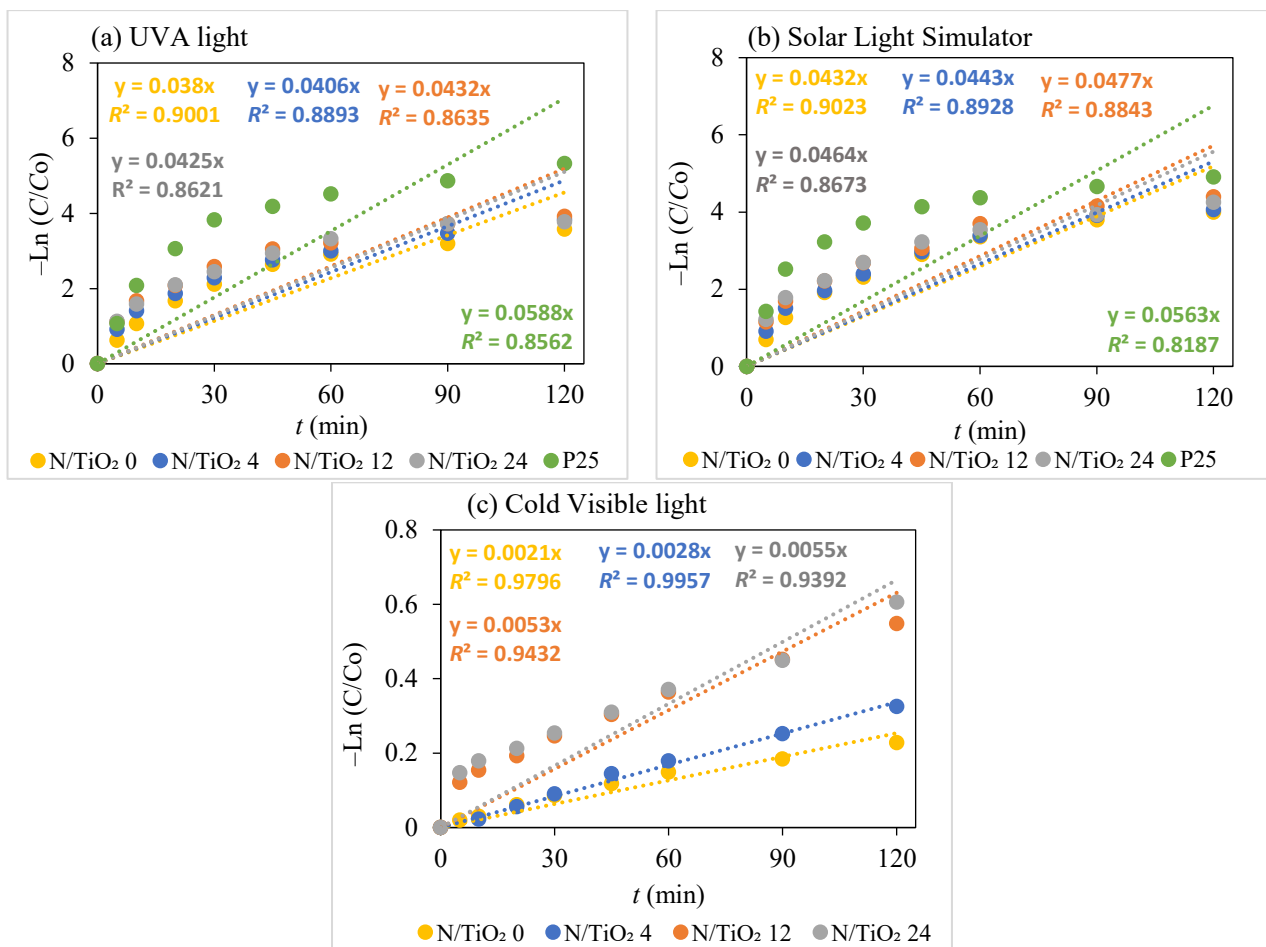 (a) UVA light
8
6
4
2
0
–Ln (C/Co)
y = 0.038x
R² = 0.9001
y = 0.0406x
R² = 0.8893
y = 0.0432x
R² = 0.8635
y = 0.0425x
R² = 0.8621
y = 0.0588x
R² = 0.8562
0 30 60 90 120
t (min)
N/TiO₂ 0 N/TiO₂ 4 N/TiO₂ 12 N/TiO₂ 24 P25
(b) Solar Light Simulator
8
6
4
2
0
–Ln (C/Co)
y = 0.0432x
R² = 0.9023
y = 0.0443x
R² = 0.8928
y = 0.0477x
R² = 0.8843
y = 0.0464x
R² = 0.8673
y = 0.0563x
R² = 0.8187
0 30 60 90 120
t (min)
N/TiO₂ 0 N/TiO₂ 4 N/TiO₂ 12 N/TiO₂ 24 P25
(c) Cold Visible light
0.8
0.6
0.4
0.2
0
–Ln (C/Co)
y = 0.0021x
R² = 0.9796
y = 0.0028x
R² = 0.9957
y = 0.0055x
R² = 0.9392
y = 0.0053x
R² = 0.9432
0 30 60 90 120
t (min)
N/TiO₂ 0 N/TiO₂ 4 N/TiO₂ 12 N/TiO₂ 24